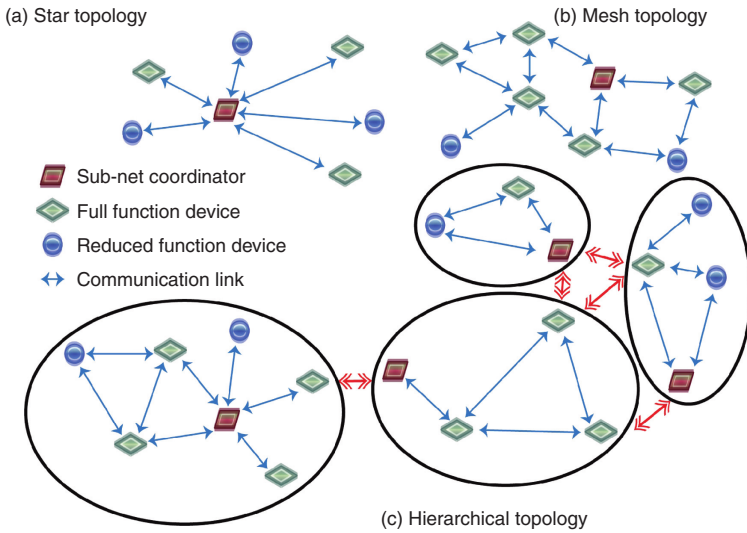 (a) Star topology
(b) Mesh topology
Sub-net coordinator
Full function device
Reduced function device
Communication link
(c) Hierarchical topology